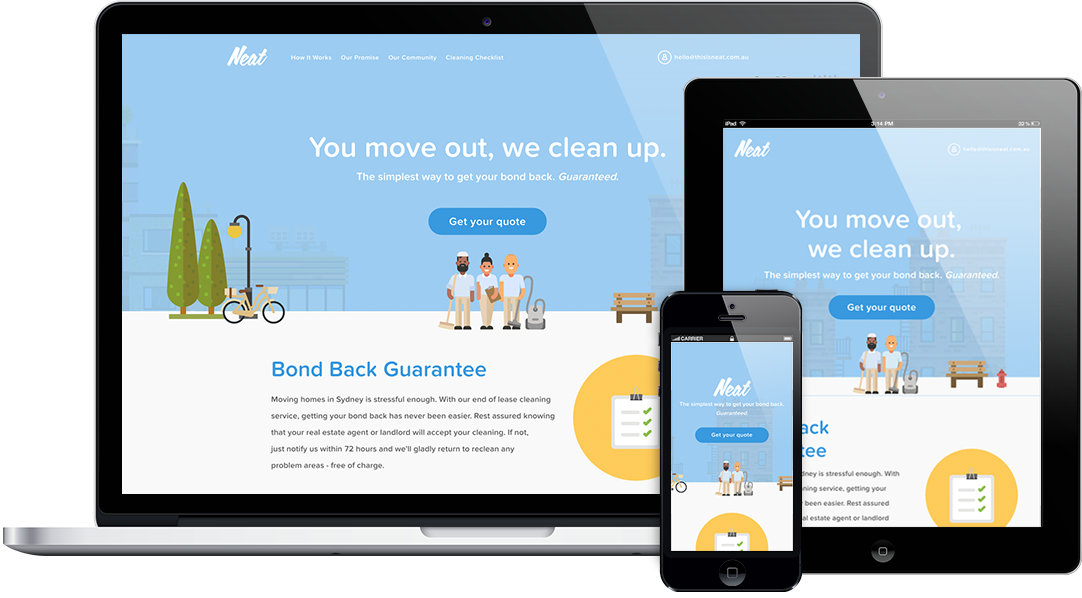 Neat
How It Works Our Promise Our Community Cleaning Checklist
hello@thisisneat.com.au
You move out, we clean up.
The simplest way to get your bond back. Guaranteed.
Get your quote
Bond Back Guarantee
Moving homes in Sydney is stressful enough. With our end of lease cleaning
service, getting your bond back has never been easier. Rest assured knowing
that your real estate agent or landlord will accept your cleaning. If not,
just notify us within 72 hours and we'll gladly return to reclean any
problem areas - free of charge.
iPad
3:14 PM
Neat
hello@thisisneat.com.au
You move out,
we clean up.
The simplest way to get your bond back. Guaranteed.
Get your quote
ack
tee
dney is stressful enough. With
ning service, getting your
been easier. Rest assured
al estate agent or landlord
CARRIER
Neat
The simplest way to get your bond back.
Guaranteed.
Get your quote